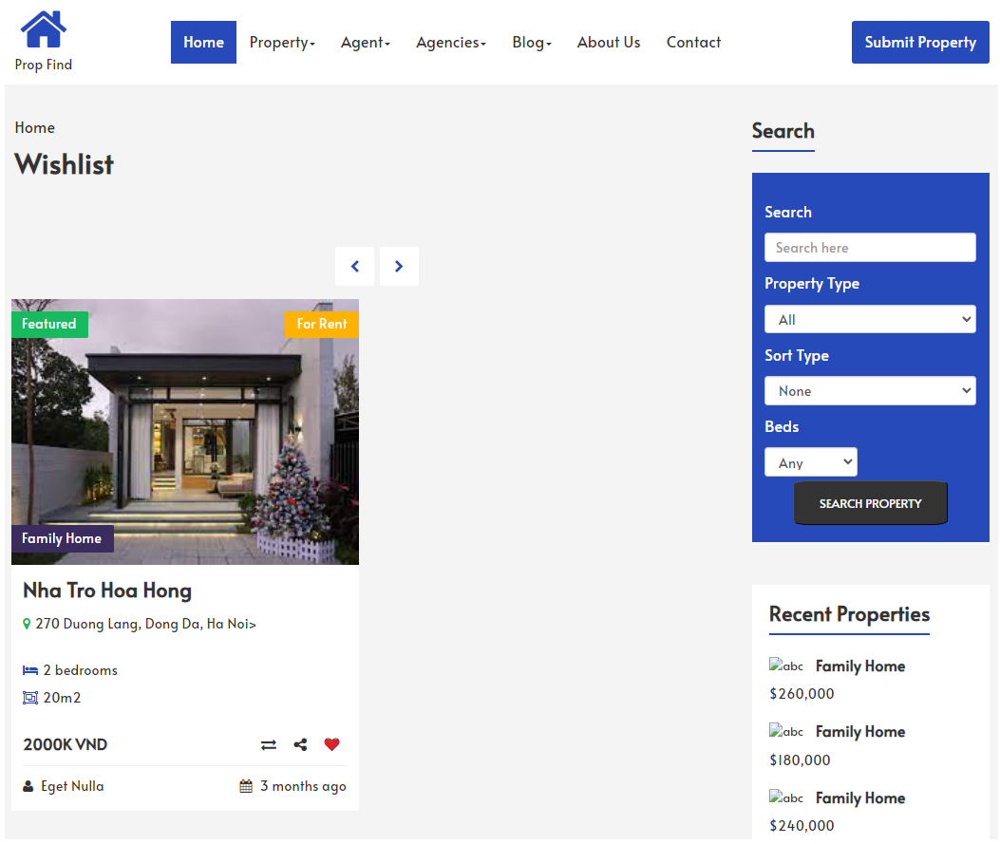 Prop Find
Home Property Agent Agencies Blog About Us Contact
Submit Property
Home
Wishlist
Featured
For Rent
Family Home
Nha Tro Hoa Hong
270 Duong Lang, Dong Da, Ha Noi>
2 bedrooms
20m2
2000K VND
Eget Nulla
3 months ago
Search
Search
Search here
Property Type
All
Sort Type
None
Beds
Any
SEARCH PROPERTY
Recent Properties
abc Family Home
$260,000
abc Family Home
$180,000
abc Family Home
$240,000